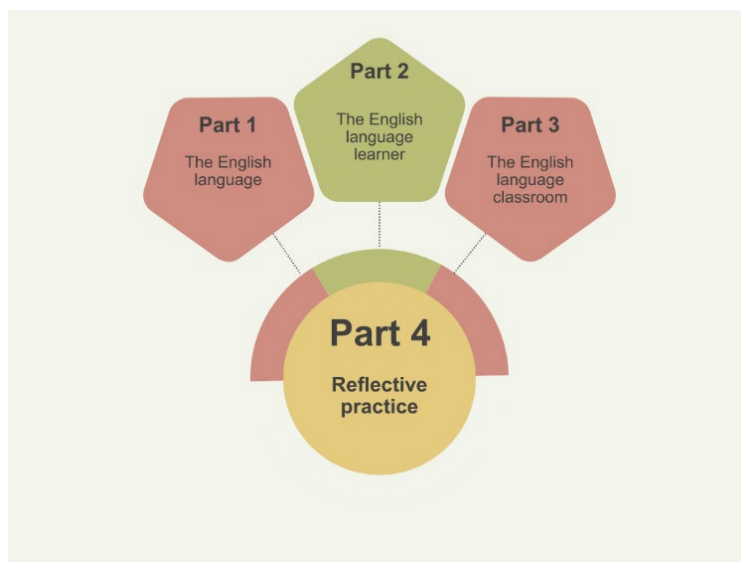 Part 1
The English
language
Part 2
The English
language
learner
Part 3
The English
language
classroom
Part 4
Reflective
practice